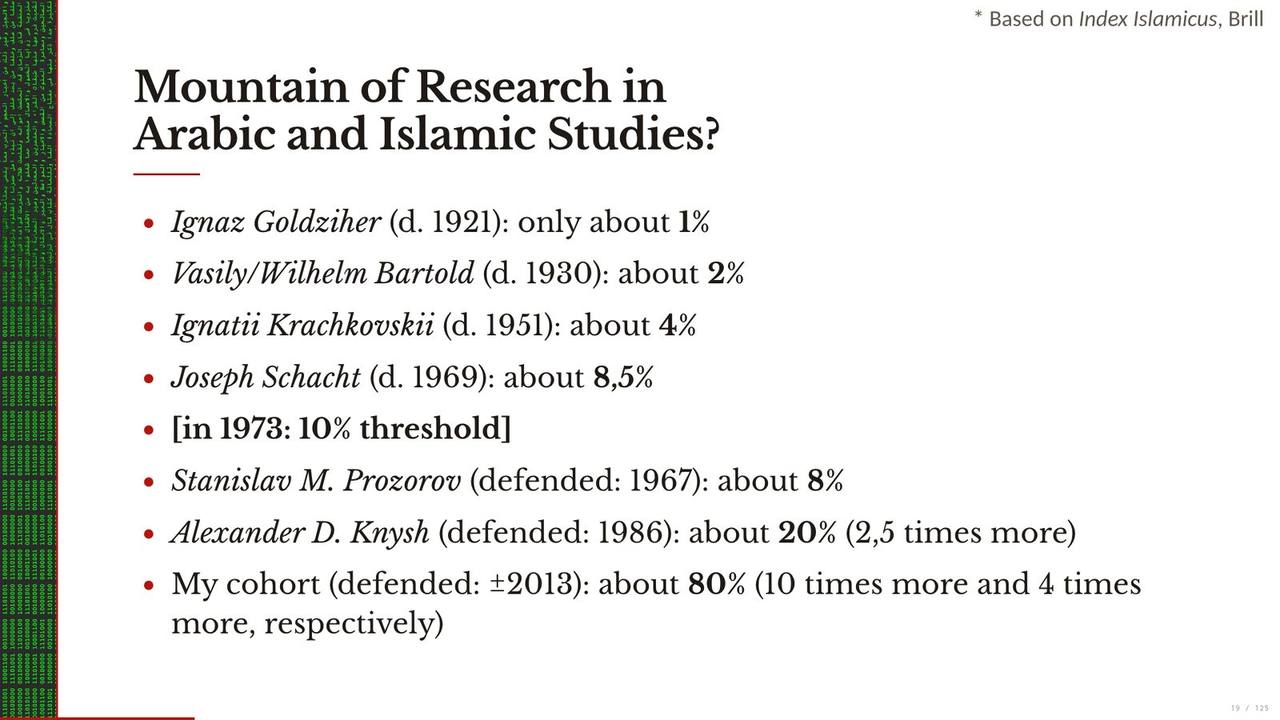 * Based on Index Islamicus, Brill
Mountain of Research in
Arabic and Islamic Studies?
• Ignaz Goldziher (d. 1921): only about 1%
• Vasily/Wilhelm Bartold (d. 1930): about 2%
• Ignatii Krachkovskii (d. 1951): about 4%
• Joseph Schacht (d. 1969): about 8,5%
• [in 1973: 10% threshold]
• Stanislav M. Prozorov (defended: 1967): about 8%
• Alexander D. Knysh (defended: 1986): about 20% (2,5 times more)
• My cohort (defended: ±2013): about 80% (10 times more and 4 times
more, respectively)
19 / 125